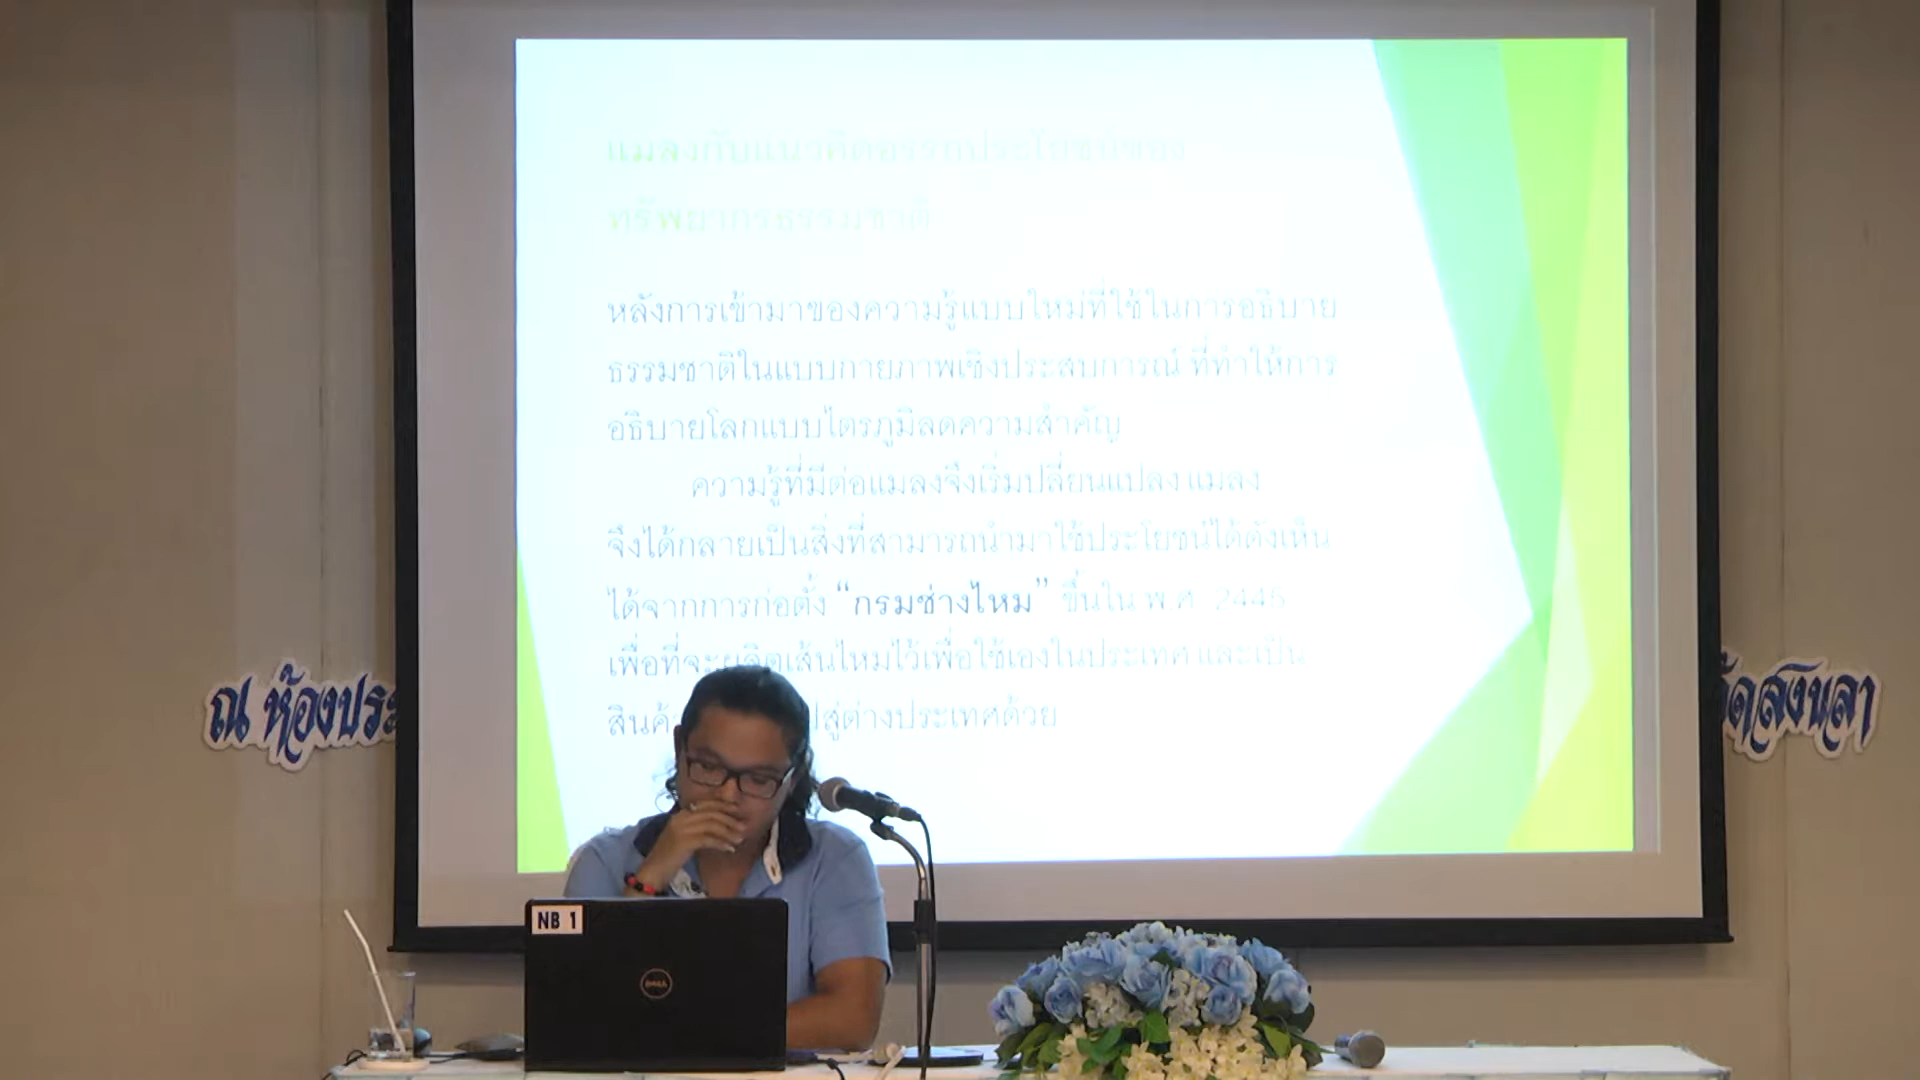 แมลงกับแนวคิดอรรถประโยชน์ของ
ทรัพยากรธรรมชาติ
หลังการเข้ามาของความรู้แบบใหม่ที่ใช้ในการอธิบาย
ธรรมชาติในแบบกายภาพเชิงประสบการณ์ ที่ทำให้การ
อธิบายโลกแบบไตรภูมิลดความสำคัญ
ความรู้ที่มีต่อแมลงจึงเริ่มเปลี่ยนแปลง แมลง
จึงได้กลายเป็นสิ่งที่สามารถนำมาใช้ประโยชน์ได้ดังเห็น
ได้จากการก่อตั้ง “กรมช่างไหม” ขึ้นใน พ.ศ.
เพื่อที่จะผลิตเส้นไหมไว้เพื่อใช้เองในประเทศ และเป็น
สู่ต่างประเทศด้วย
ณ ห้อง
สงขลา
NB 1
DELL